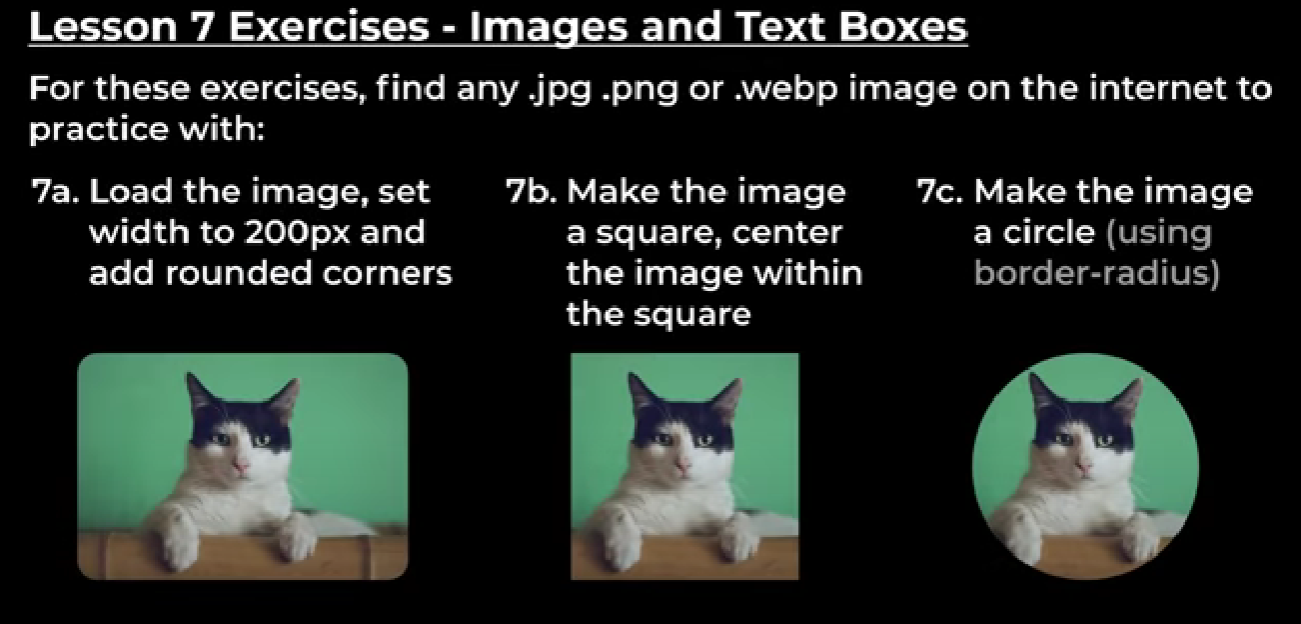 Lesson 7 Exercises - Images and Text Boxes
For these exercises, find any .jpg .png or .webp image on the internet to
practice with:
7a. Load the image, set
width to 200px and
add rounded corners
7b. Make the image
a square, center
the image within
the square
7c. Make the image
a circle (using
border-radius)